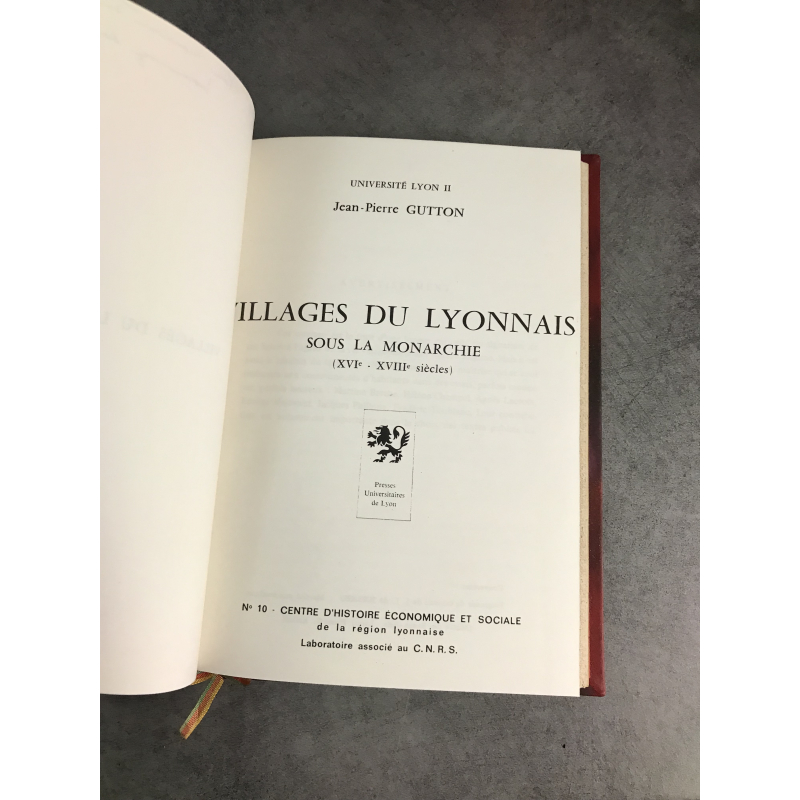 UNIVERSITÉ LYON II
Jean-Pierre GUTTON
VILLAGES DU LYONNAIS
SOUS LA MONARCHIE
(XVIe - XVIIIe siècles)
Presses
Universitaires
de Lyon
No 10 - CENTRE D'HISTOIRE ÉCONOMIQUE ET SOCIALE
de la région lyonnaise
Laboratoire associé au C.N.R.S.